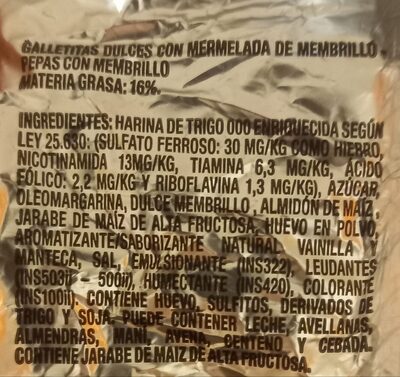 GALLETITAS DULCES CON MERMELADA DE MEMBRILLO -
PEPAS CON MEMBRILLO
MATERIA GRASA: 16%.
INGREDIENTES: HARINA DE TRIGO 000 ENRIQUECIDA SEGÚN
LEY 25.630: (SULFATO FERROSO: 30 MG/KG COMO HIERRO,
NICOTINAMIDA 13MG/KG, TIAMINA 6,3 MG/KG, ÁCIDO
FÓLICO: 2,2 MG/KG Y RIBOFLAVINA 1,3 MG/KG), AZÚCAR,
OLEOMARGARINA, DULCE MEMBRILLO, ALMIDÓN DE MAÍZ,
JARABE DE MAÍZ DE ALTA FRUCTOSA, HUEVO EN POLVO,
AROMATIZANTE/SABORIZANTE NATURAL VAINILLA Y
MANTECA, SAL, EMULSIONANTE (INS322), LEUDANTES
(INS503ii - 500ii), HUMECTANTE (INS420), COLORANTE
(INS100ii). CONTIENE HUEVO, SULFITOS, DERIVADOS DE
TRIGO Y SOJA. PUEDE CONTENER LECHE, AVELLANAS,
ALMENDRAS, MANÍ, AVENA, CENTENO Y CEBADA.
CONTIENE JARABE DE MAIZ DE ALTA FRUCTOSA.